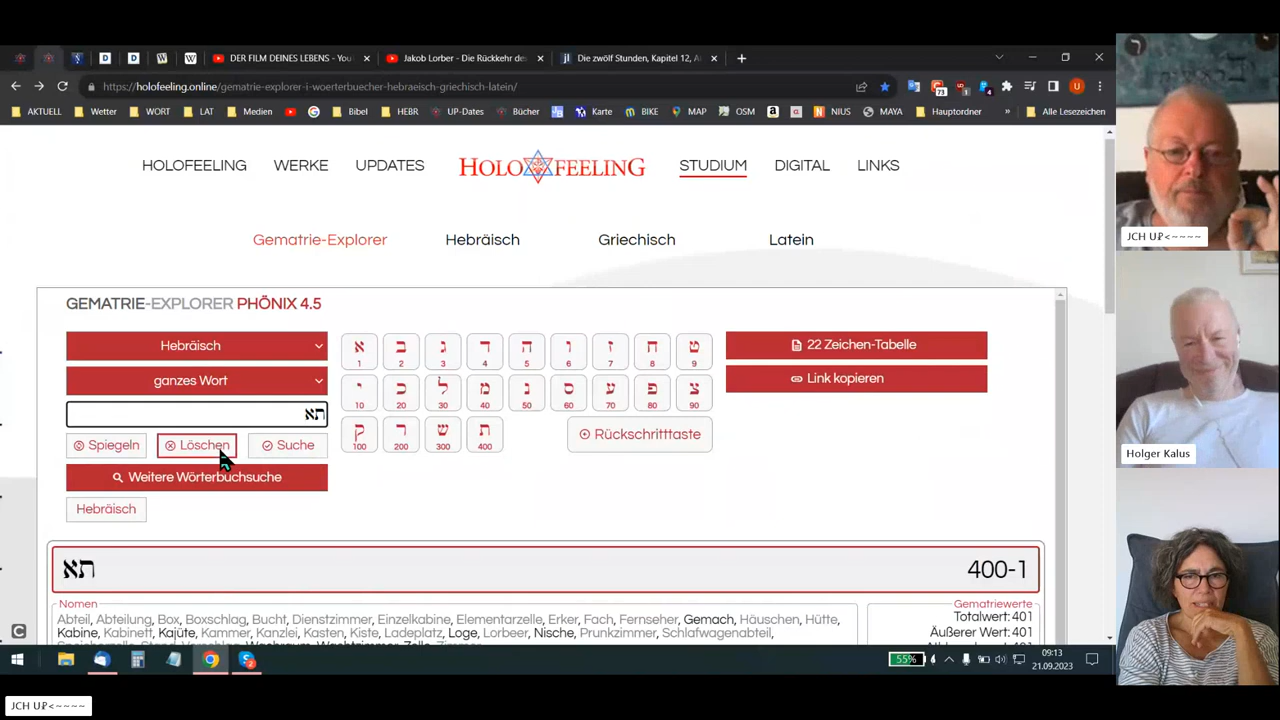 DER FILM DEINES LEBENS - You
Jakob Lorber - Die Rückkehr des
Die zwölf Stunden, Kapitel 12, A
https://holofeeling.online/gematrie-explorer-i-woerterbuecher-hebraeisch-griechisch-latein/
AKTUELL Wetter WORT LAT Medien Bibel HEBR UP-Dates Bücher Karte BIKE MAP OSM NIUS MAYA Hauptordner » Alle Lesezeichen
HOLOFEELING WERKE UPDATES HOLO FEELING STUDIUM DIGITAL LINKS
Gematrie-Explorer Hebräisch Griechisch Latein
GEMATRIE-EXPLORER PHÖNIX 4.5
Hebräisch
ganzes Wort
תא
Spiegeln Löschen Suche
Weitere Wörterbuchsuche
Hebräisch
א ב ג ד ה ו ז ח ט
1 2 3 4 5 6 7 8 9
י כ ל מ נ ס ע פ צ
10 20 30 40 50 60 70 80 90
ק ר ש ת
100 200 300 400
Rückschritttaste
22 Zeichen-Tabelle
Link kopieren
תא 400-1
Nomen
Abteil, Abteilung, Box, Boxschlag, Bucht, Dienstzimmer, Einzelkabine, Elementarzelle, Erker, Fach, Fernseher, Gemach, Häuschen, Hütte,
Kabine, Kabinett, Kajüte, Kammer, Kanzlei, Kasten, Kiste, Ladeplatz, Loge, Lorbeer, Nische, Prunkzimmer, Schlafwagenabteil,
Gematriewerte
Totalwert: 401
Äußerer Wert: 401
JCH UP<~~~~
Holger Kalus
55%
09:13
21.09.2023
JCH UP<~~~~